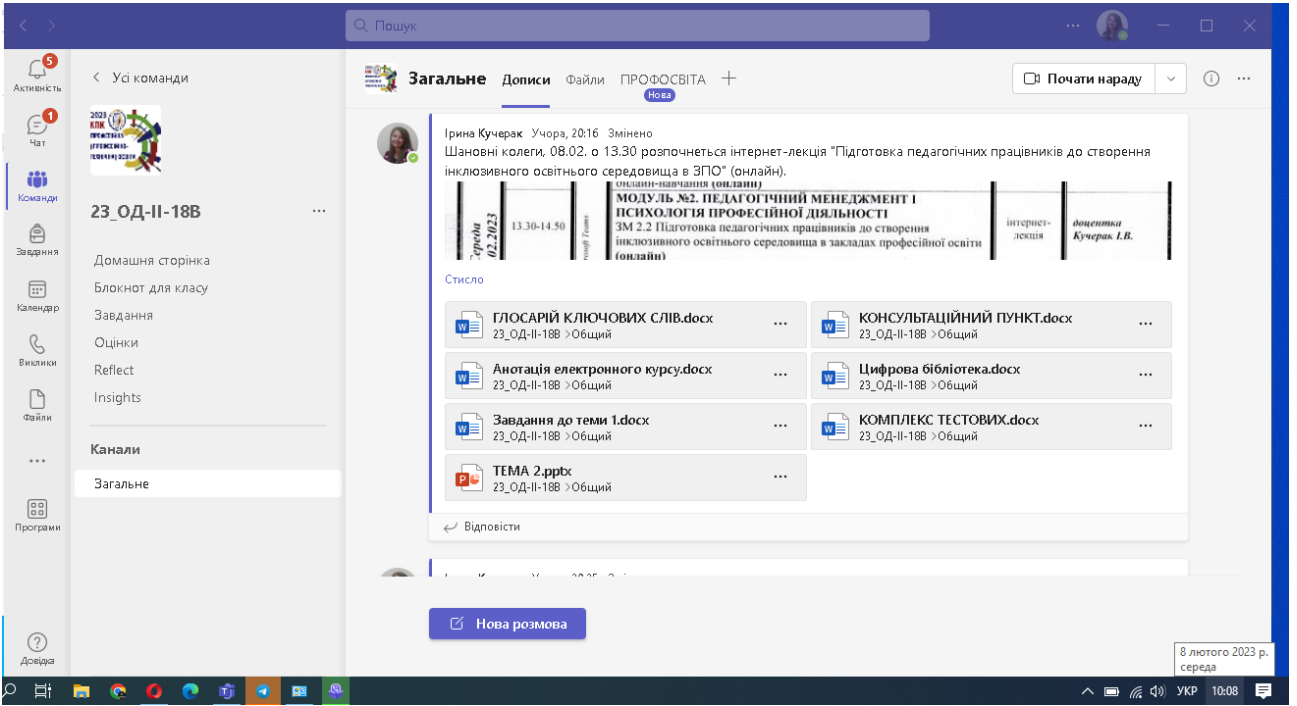 Пошук
5
Активність
1
Чат
Команди
Завдання
Календар
Виклики
Файли
Програми
Довідка
Усі команди
23_ОД-ІІ-18В
Домашня сторінка
Блокнот для класу
Завдання
Оцінки
Reflect
Insights
Канали
Загальне
Загальне Дописи Файли ПРОФОСВІТА
Нова
Почати нараду
Ірина Кучерак Учора, 20:16 Змінено
Шановні колеги, 08.02. о 13.30 розпочнеться інтернет-лекція "Підготовка педагогічних працівників до створення
інклюзивного освітнього середовища в ЗПО" (онлайн).
онлайн-навчання (онлайн)
МОДУЛЬ №2. ПЕДАГОГІЧНИЙ МЕНЕДЖМЕНТ І
ПСИХОЛОГІЯ ПРОФЕСІЙНОЇ ДІЯЛЬНОСТІ
ЗМ 2.2 Підготовка педагогічних працівників до створення
інклюзивного освітнього середовища в закладах професійної освіти
(онлайн)
13.30-14.50
інтернет-
лекція
доцентка
Кучерак І.В.
Стисло
ГЛОСАРІЙ КЛЮЧОВИХ СЛІВ.docx
23_ОД-ІІ-18В >Общий
КОНСУЛЬТАЦІЙНИЙ ПУНКТ.docx
23_ОД-ІІ-18В >Общий
Анотація електронного курсу.docx
23_ОД-ІІ-18В >Общий
Цифрова бібліотека.docx
23_ОД-ІІ-18В >Общий
Завдання до теми 1.docx
23_ОД-ІІ-18В >Общий
КОМПЛЕКС ТЕСТОВИХ.docx
23_ОД-ІІ-18В >Общий
ТЕМА 2.pptx
23_ОД-ІІ-18В >Общий
Відповісти
Нова розмова
8 лютого 2023 р.
середа
УКР 10:08